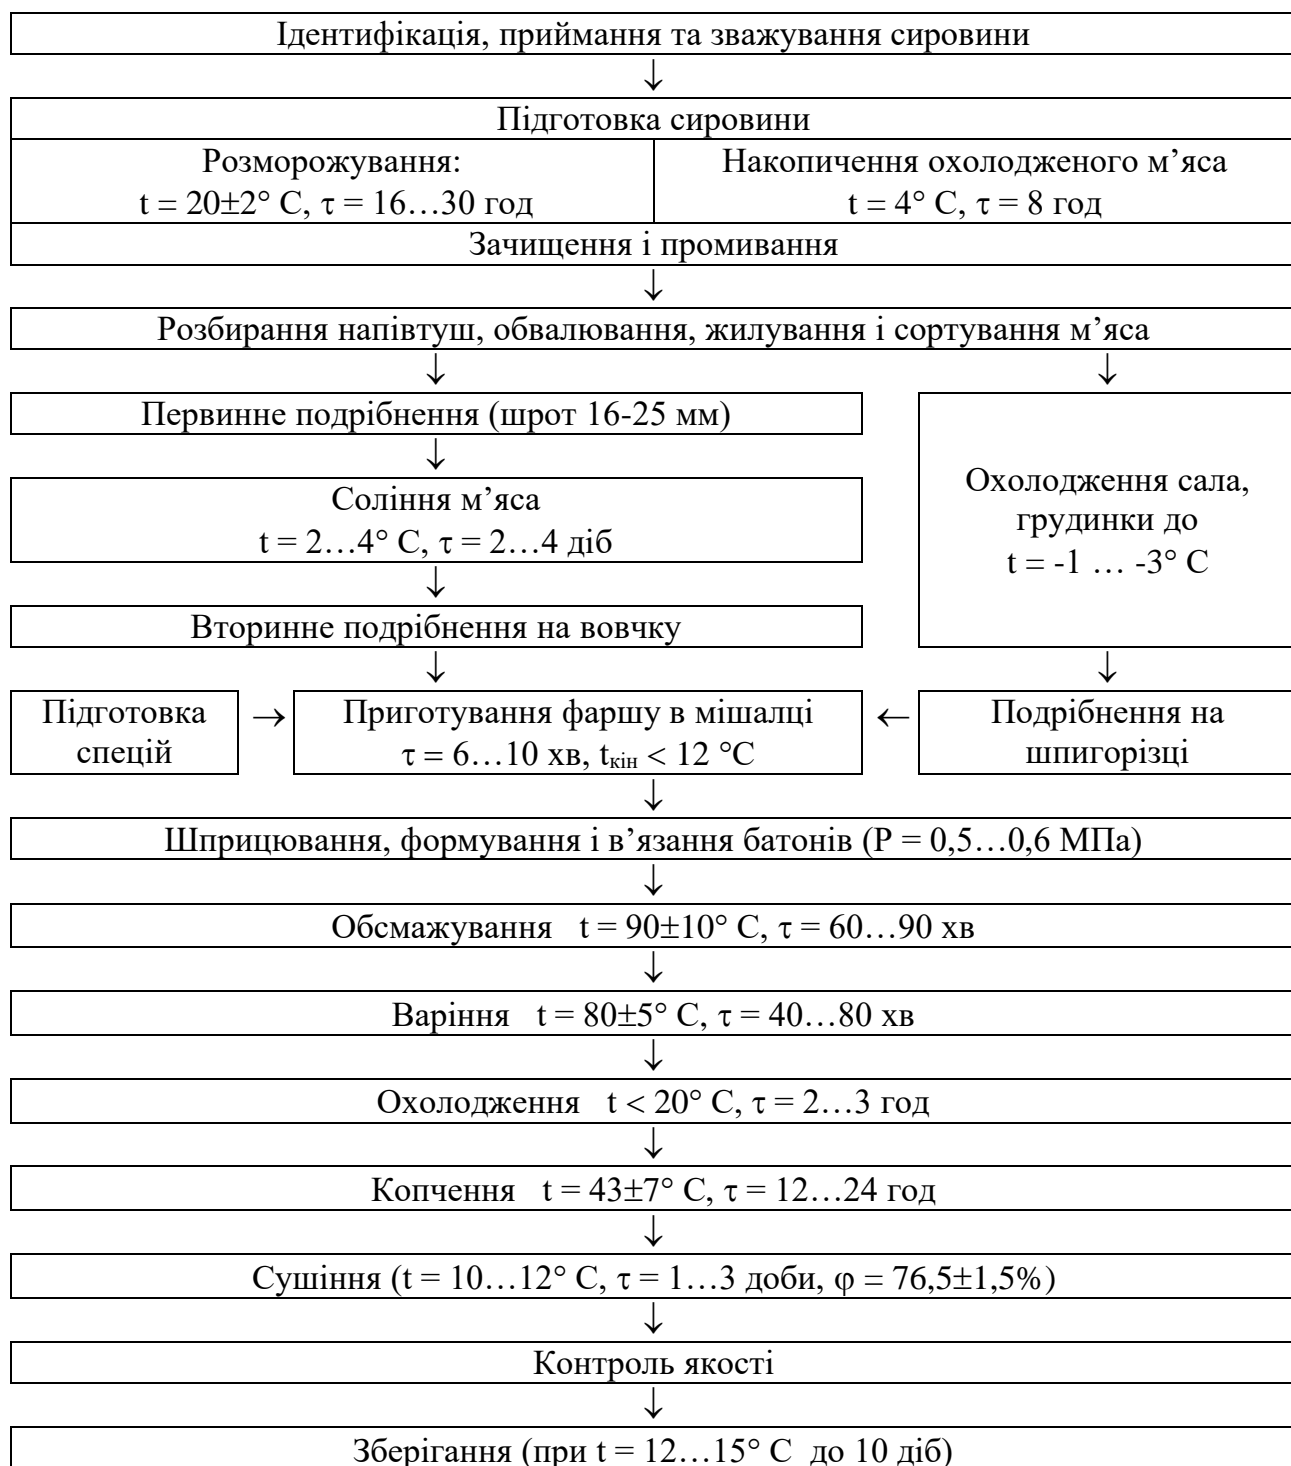 Ідентифікація, приймання та зважування сировини
↓
Підготовка сировини
Розморожування:
t = 20±2° С, τ = 16…30 год
Накопичення охолодженого м’яса
t = 4° С, τ = 8 год
Зачищення і промивання
↓
Розбирання напівтуш, обвалювання, жилування і сортування м’яса
↓ ↓
Первинне подрібнення (шрот 16-25 мм)
↓
Соління м’яса
t = 2…4° С, τ = 2…4 діб
↓
Вторинне подрібнення на вовчку
↓
Охолодження сала,
грудинки до
t = -1 … -3° С
↓
Підготовка
спецій
→
Приготування фаршу в мішалці
τ = 6…10 хв, tкін < 12 °С
←
Подрібнення на
шпигорізці
↓
Шприцювання, формування і в’язання батонів (Р = 0,5…0,6 МПа)
↓
Обсмажування t = 90±10° С, τ = 60…90 хв
↓
Варіння t = 80±5° С, τ = 40…80 хв
↓
Охолодження t < 20° С, τ = 2…3 год
↓
Копчення t = 43±7° С, τ = 12…24 год
↓
Сушіння (t = 10…12° С, τ = 1…3 доби, φ = 76,5±1,5%)
↓
Контроль якості
↓
Зберігання (при t = 12…15° С до 10 діб)